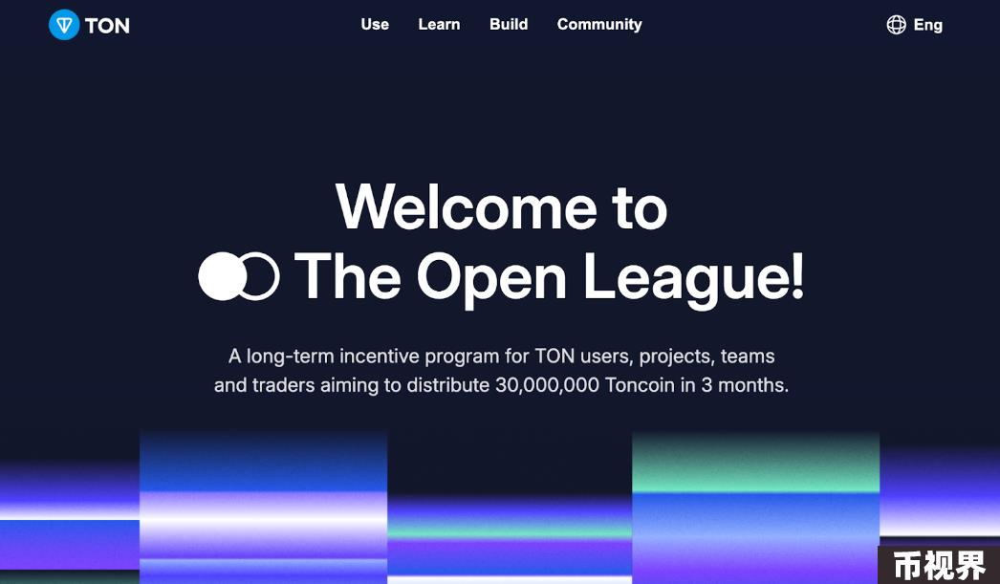 TON
Use Learn Build Community
Eng
Welcome to
The Open League!
A long-term incentive program for TON users, projects, teams
and traders aiming to distribute 30,000,000 Toncoin in 3 months.
币视界